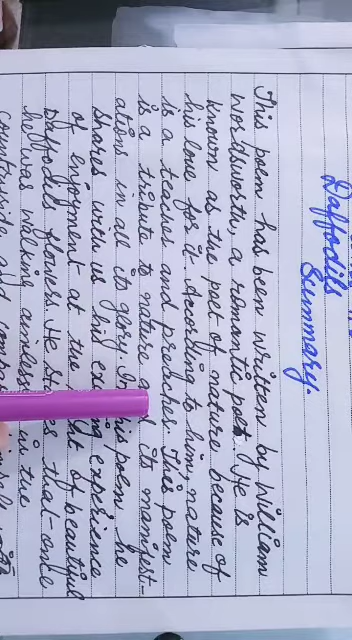 Daffodils
Summary.
This poem has been written by William
Wordsworth, a romantic poet. He is
known as the poet of nature because of
his love for it. According to him, nature
is a teacher and preacher. This poem
is a tribute to nature its manifest-
ations in all its glory. In this poem he
shares with us his experience
of enjoyment at the of beautiful
Daffodils flowers. He that once
he was walking in the
countryside and